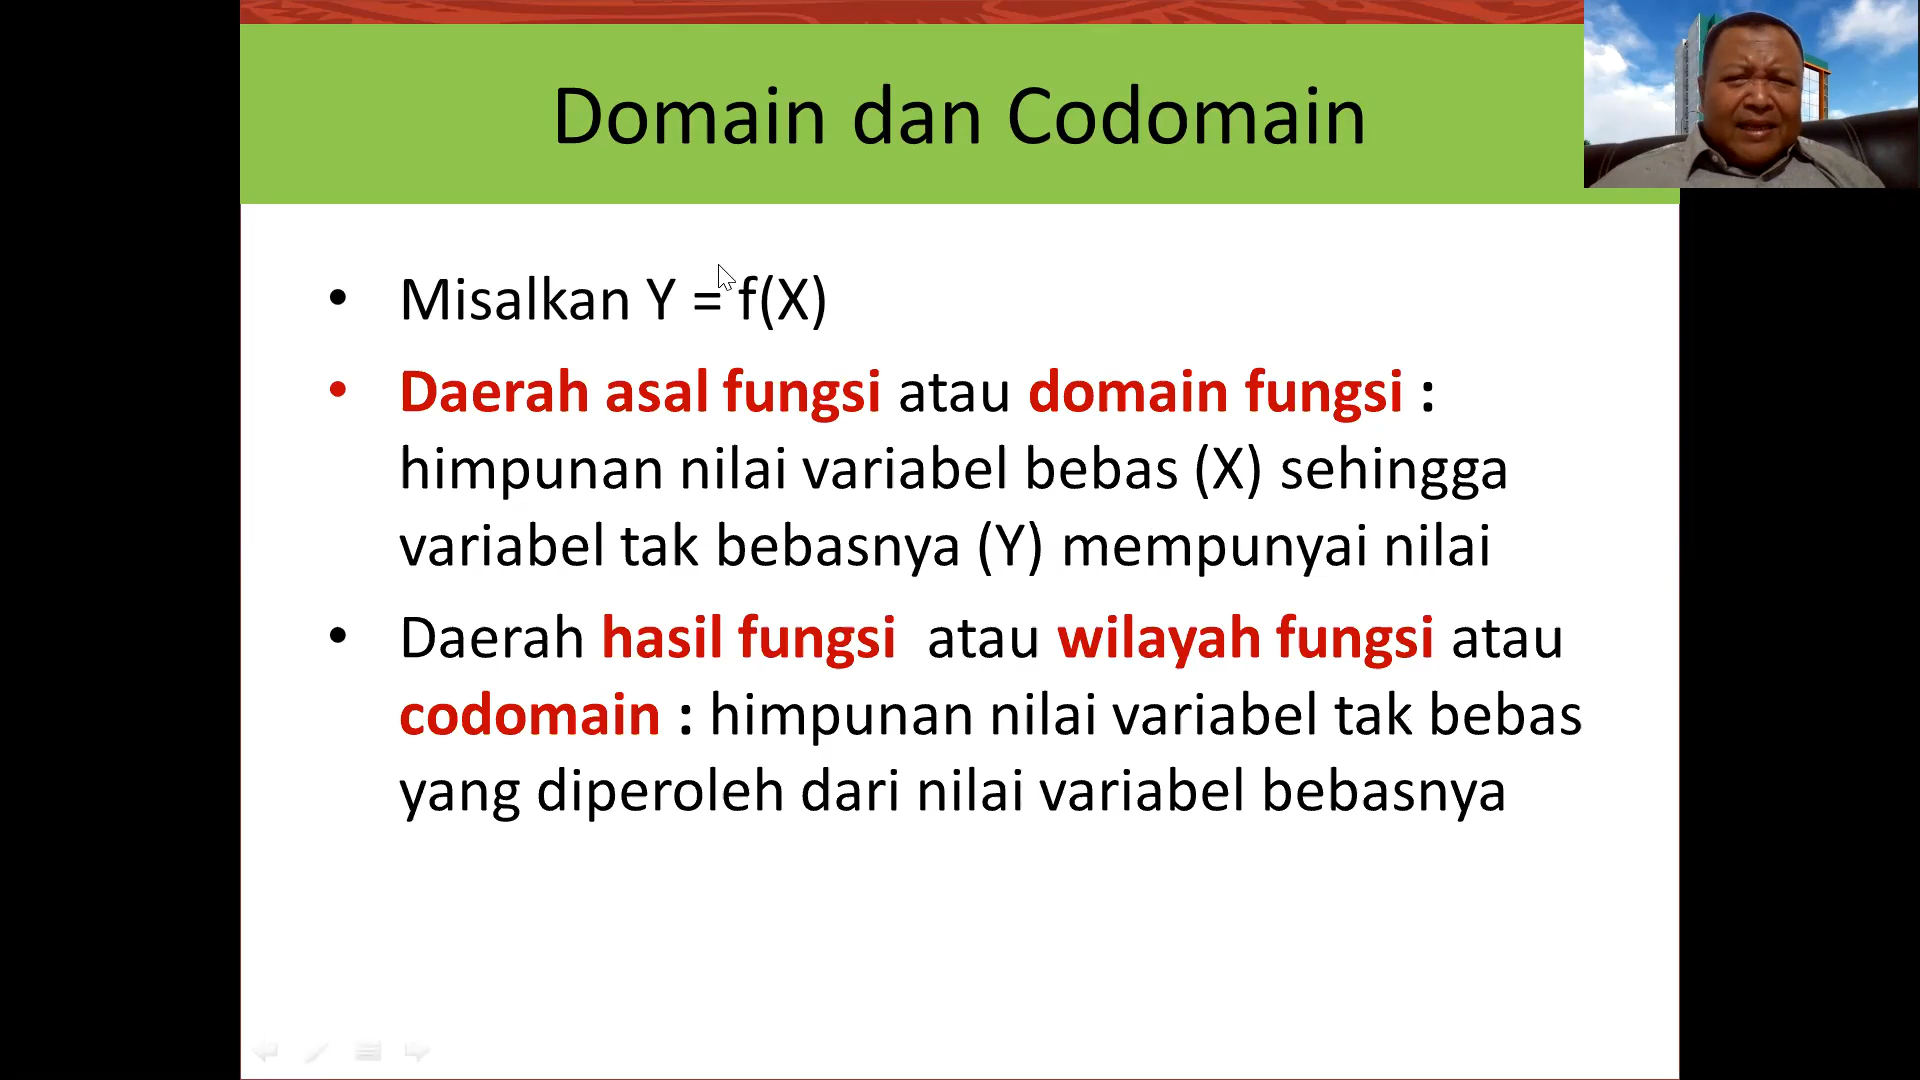 Domain dan Codomain
• Misalkan Y = f(X)
• Daerah asal fungsi atau domain fungsi :
himpunan nilai variabel bebas (X) sehingga
variabel tak bebasnya (Y) mempunyai nilai
• Daerah hasil fungsi  atau wilayah fungsi atau
codomain : himpunan nilai variabel tak bebas
yang diperoleh dari nilai variabel bebasnya